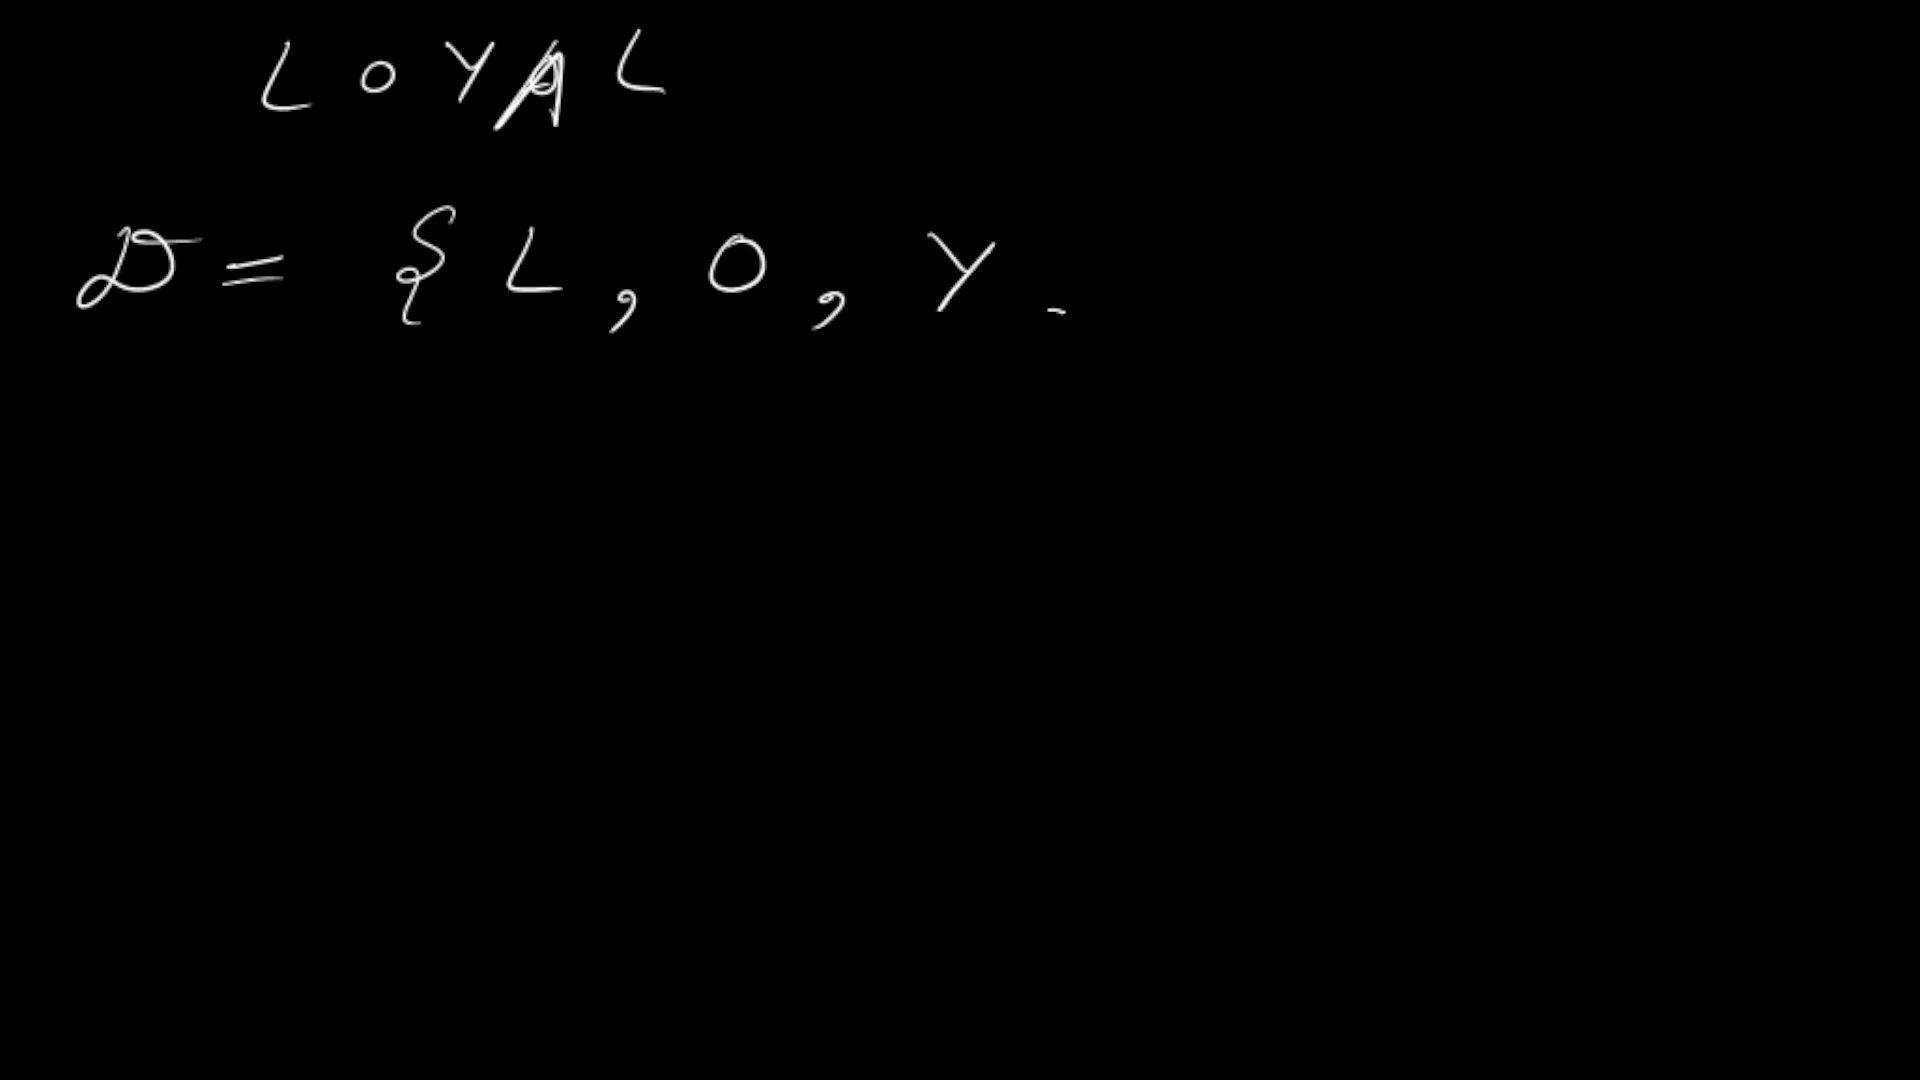 LOYAL
D = { L , O , Y